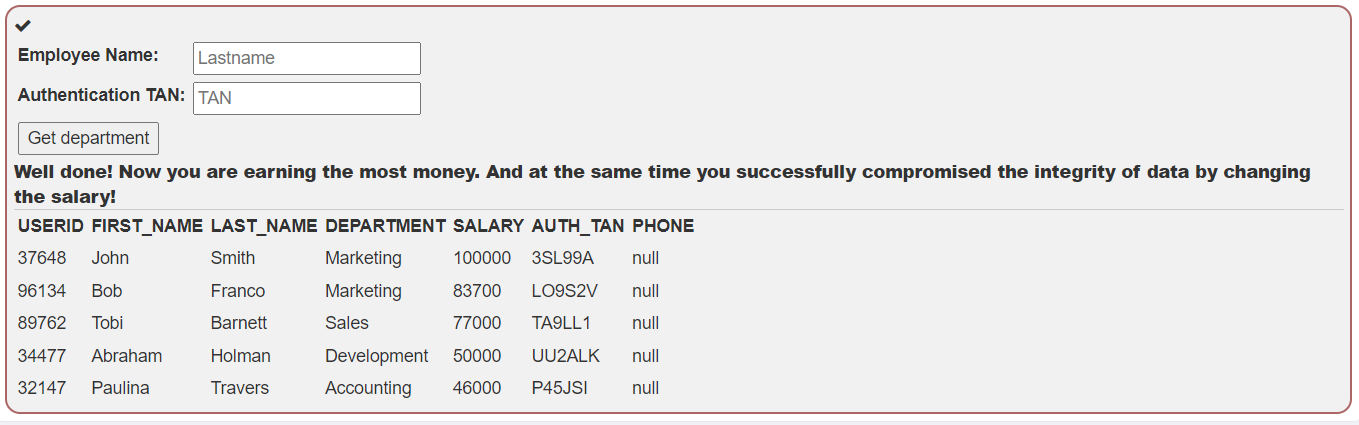 Employee Name: Lastname
Authentication TAN: TAN
Get department
Well done! Now you are earning the most money. And at the same time you successfully compromised the integrity of data by changing
the salary!
USERID FIRST_NAME LAST_NAME DEPARTMENT SALARY AUTH_TAN PHONE
37648 John Smith Marketing 100000 3SL99A null
96134 Bob Franco Marketing 83700 LO9S2V null
89762 Tobi Barnett Sales 77000 TA9LL1 null
34477 Abraham Holman Development 50000 UU2ALK null
32147 Paulina Travers Accounting 46000 P45JSI null